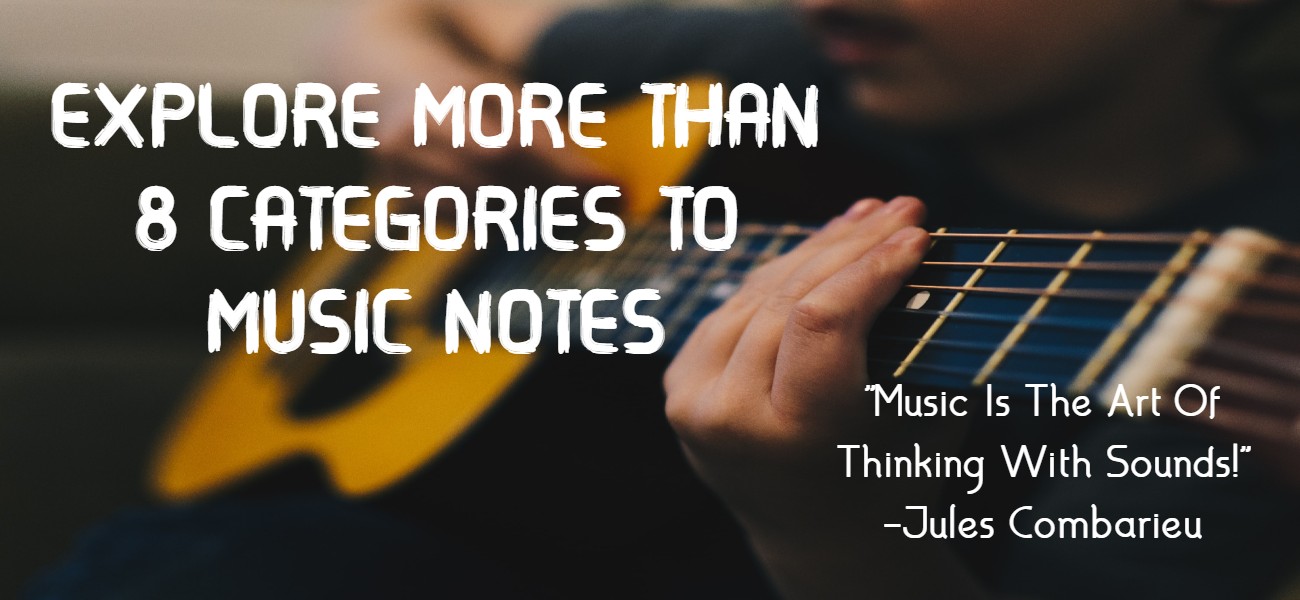 EXPLORE MORE THAN
8 CATEGORIES TO
MUSIC NOTES
"Music Is The Art Of
Thinking With Sounds!"
-Jules Combarieu